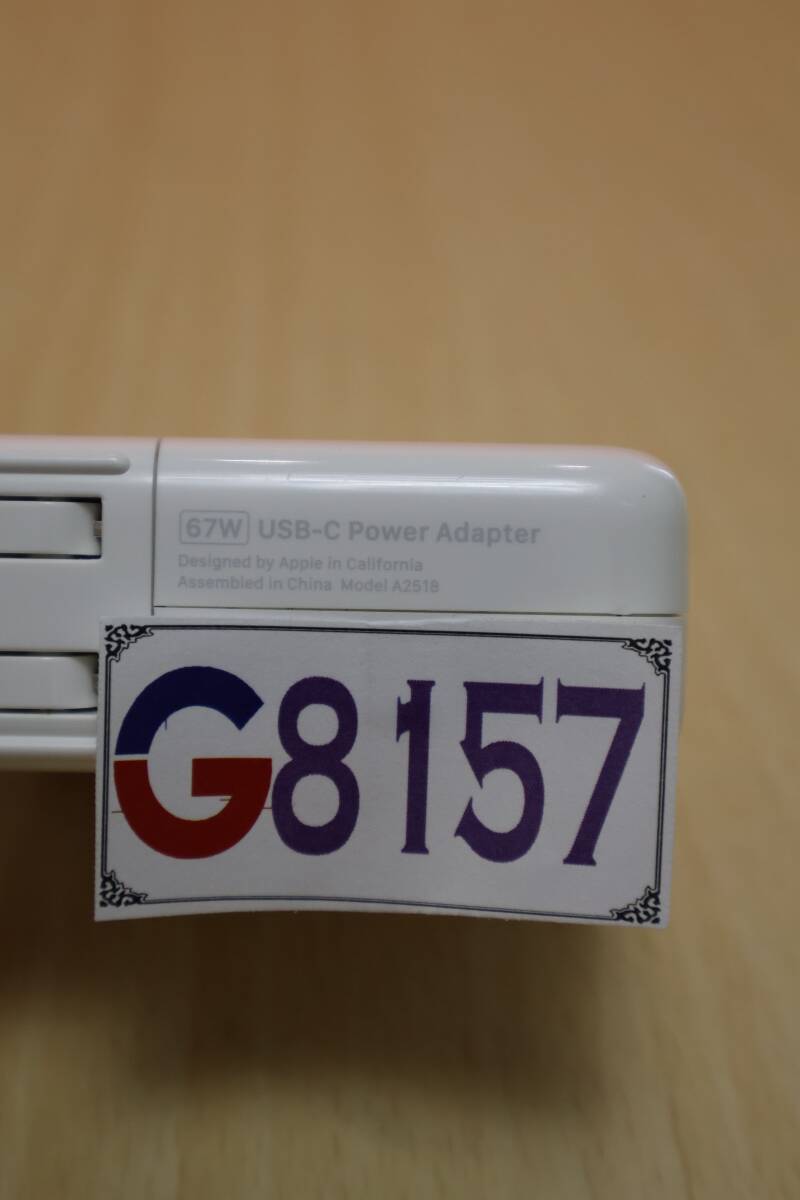 67W USB-C Power Adapter
Designed by Apple in California
Assembled in China Model A2518
G8157